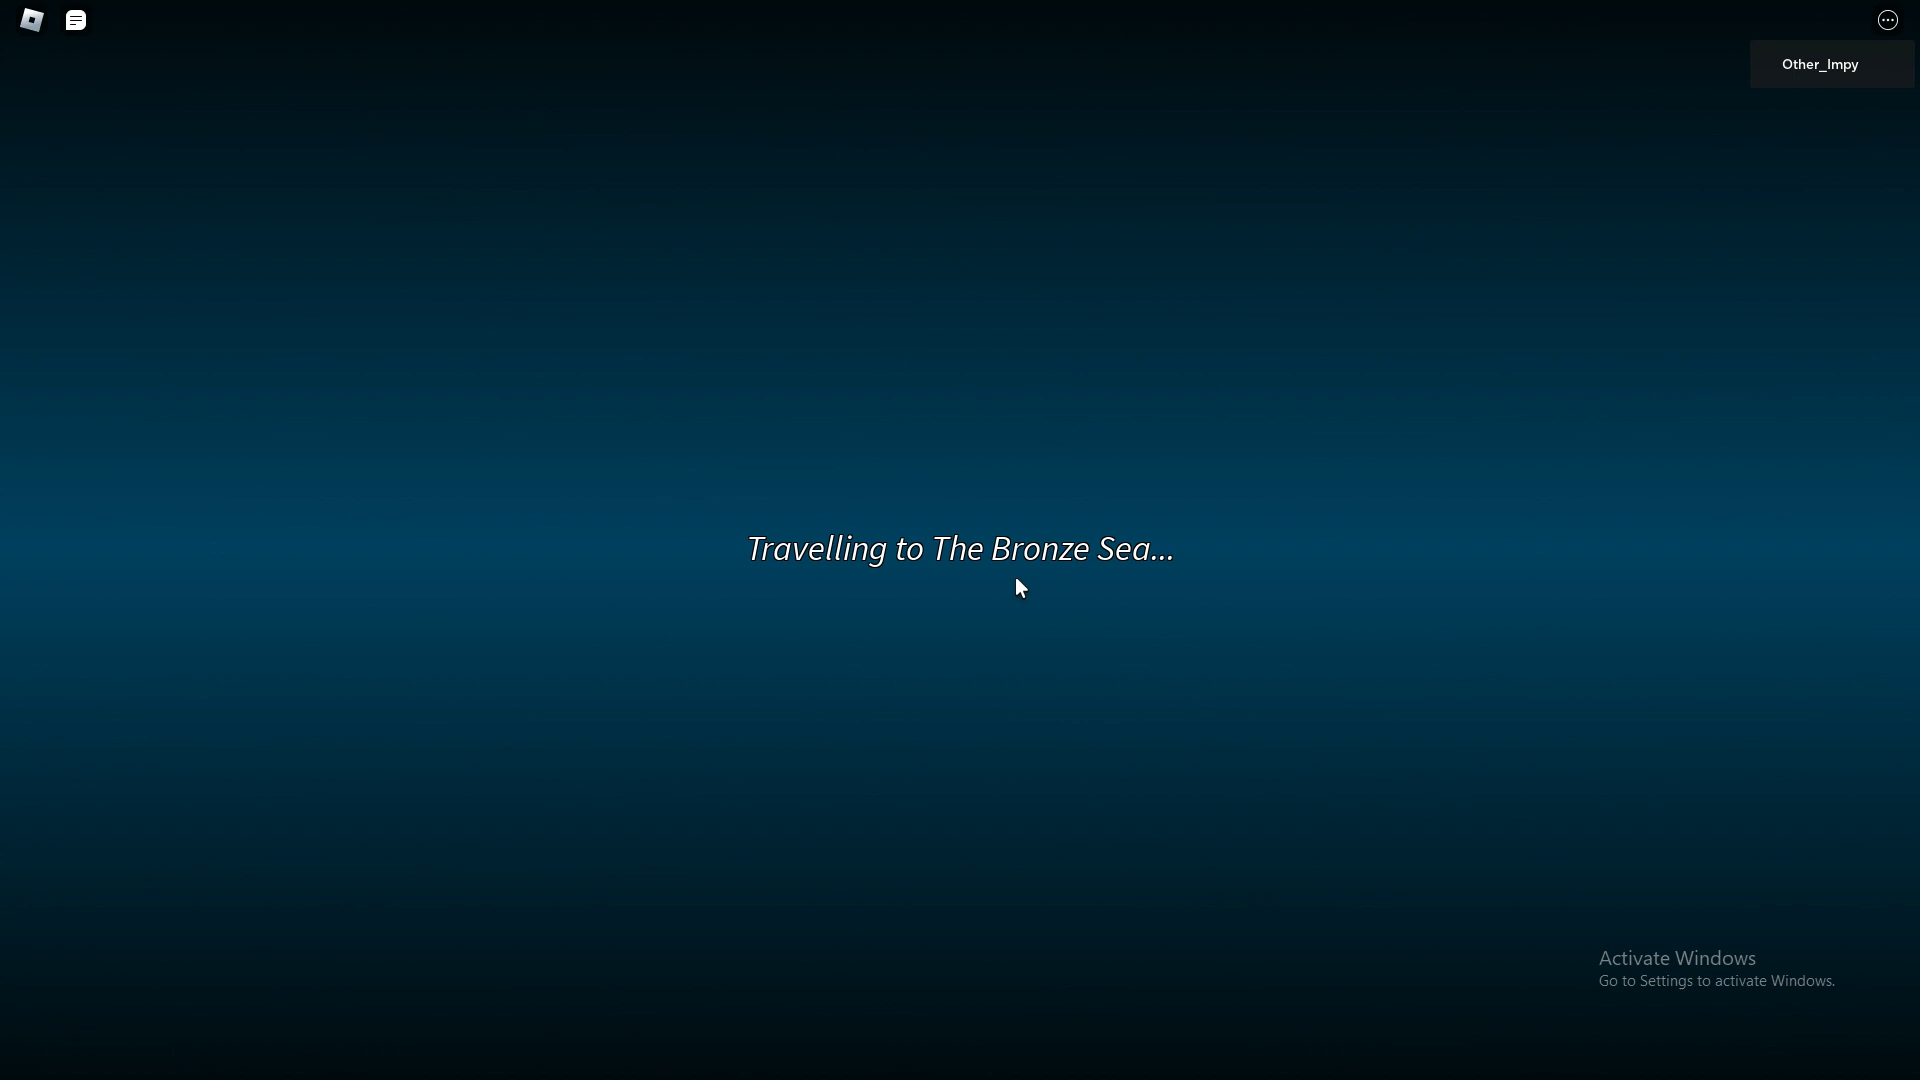 Other_Impy
Travelling to The Bronze Sea...
Activate Windows
Go to Settings to activate Windows.